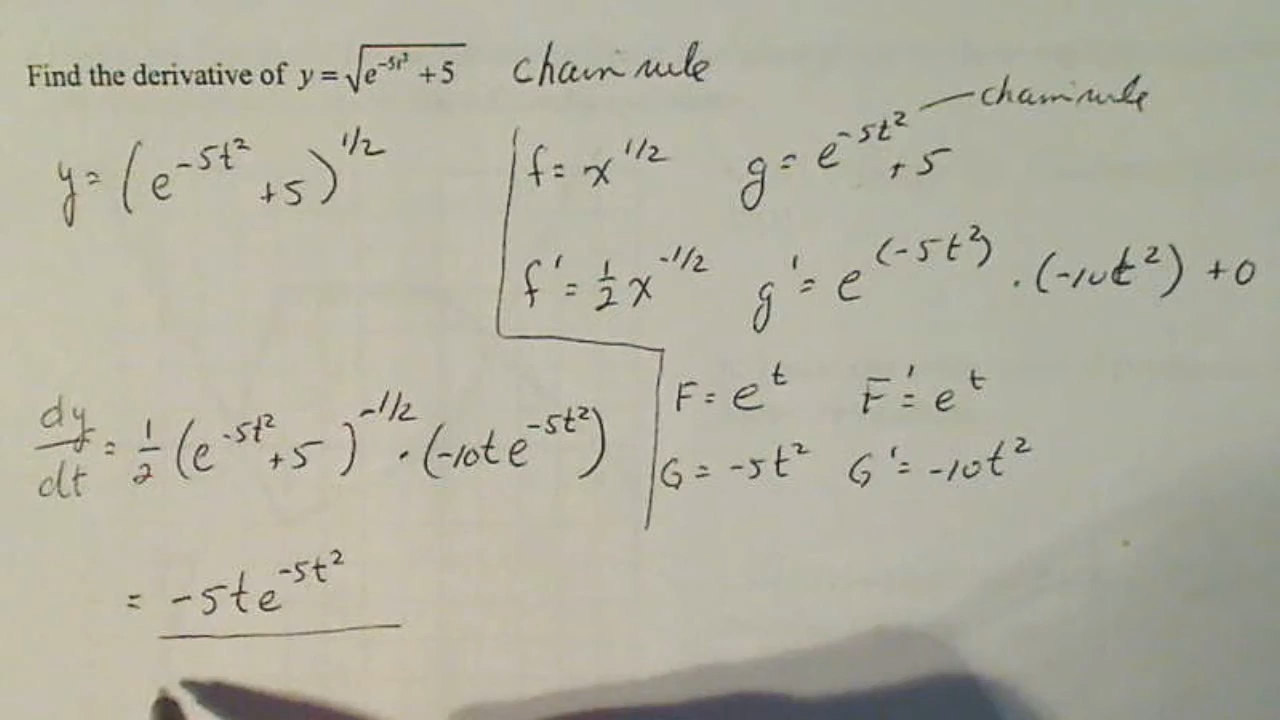 Find the derivative of y = √(e^(-5t²) + 5) chain rule
chain rule
y = (e^(-5t²) + 5)^(1/2)
f = x^(1/2) g = e^(-5t²) + 5
f' = 1/2 x^(-1/2) g' = e^(-5t²) · (-10t²) + 0
F = e^t F' = e^t
G = -5t² G' = -10t²
dy/dt = 1/2 (e^(-5t²) + 5)^(-1/2) · (-10te^(-5t²))
= -5te^(-5t²)